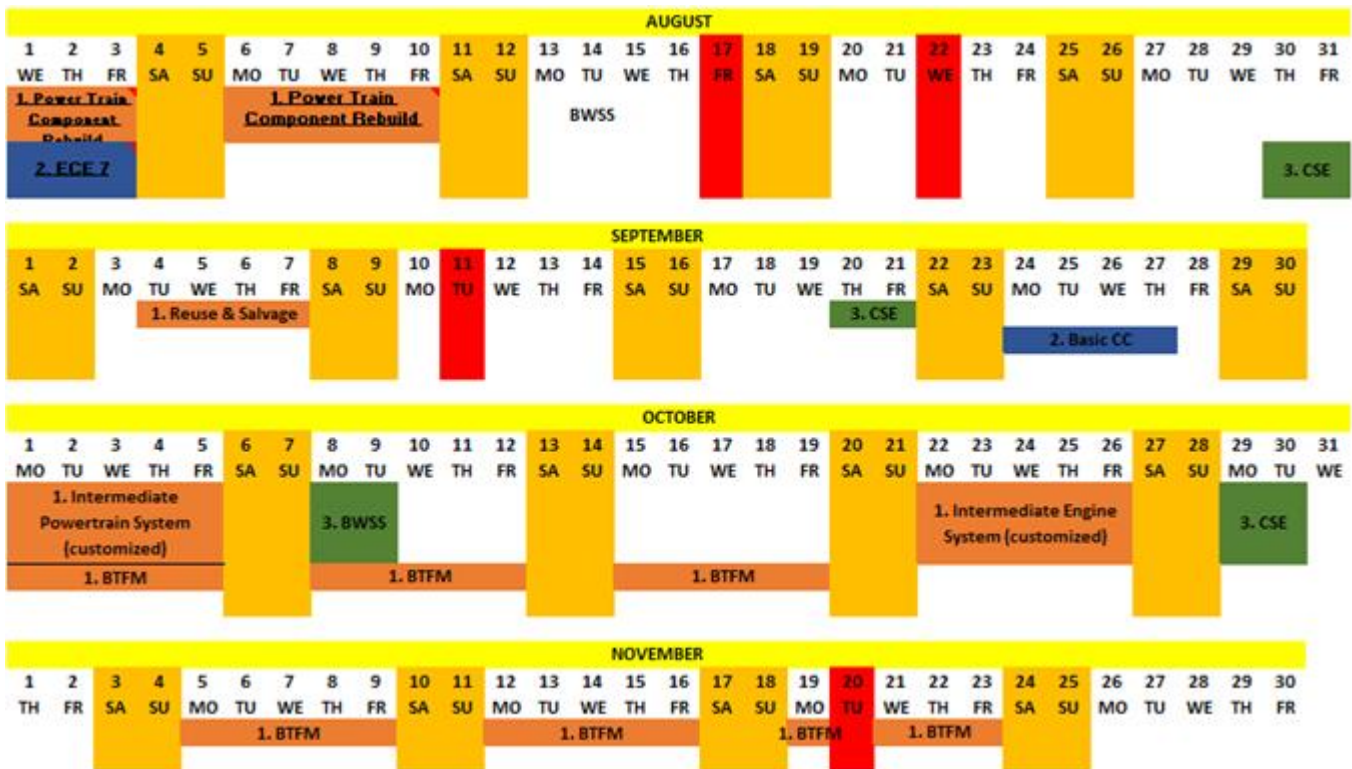 AUGUST
1 2 3 4 5 6 7 8 9 10 11 12 13 14 15 16 17 18 19 20 21 22 23 24 25 26 27 28 29 30 31
WE TH FR SA SU MO TU WE TH FR SA SU MO TU WE TH FR SA SU MO TU WE TH FR SA SU MO TU WE TH FR
1. Power Train
Component
Rebuild
1. Power Train
Component Rebuild
BWSS
2. ECE 7
3. CSE
SEPTEMBER
1 2 3 4 5 6 7 8 9 10 11 12 13 14 15 16 17 18 19 20 21 22 23 24 25 26 27 28 29 30
SA SU MO TU WE TH FR SA SU MO TU WE TH FR SA SU MO TU WE TH FR SA SU MO TU WE TH FR SA SU
1. Reuse & Salvage
3. CSE
2. Basic CC
OCTOBER
1 2 3 4 5 6 7 8 9 10 11 12 13 14 15 16 17 18 19 20 21 22 23 24 25 26 27 28 29 30 31
MO TU WE TH FR SA SU MO TU WE TH FR SA SU MO TU WE TH FR SA SU MO TU WE TH FR SA SU MO TU WE
1. Intermediate
Powertrain System
(customized)
3. BWSS
1. Intermediate Engine
System (customized)
3. CSE
1. BTFM
1. BTFM
1. BTFM
NOVEMBER
1 2 3 4 5 6 7 8 9 10 11 12 13 14 15 16 17 18 19 20 21 22 23 24 25 26 27 28 29 30
TH FR SA SU MO TU WE TH FR SA SU MO TU WE TH FR SA SU MO TU WE TH FR SA SU MO TU WE TH FR
1. BTFM
1. BTFM
1. BTFM
1. BTFM